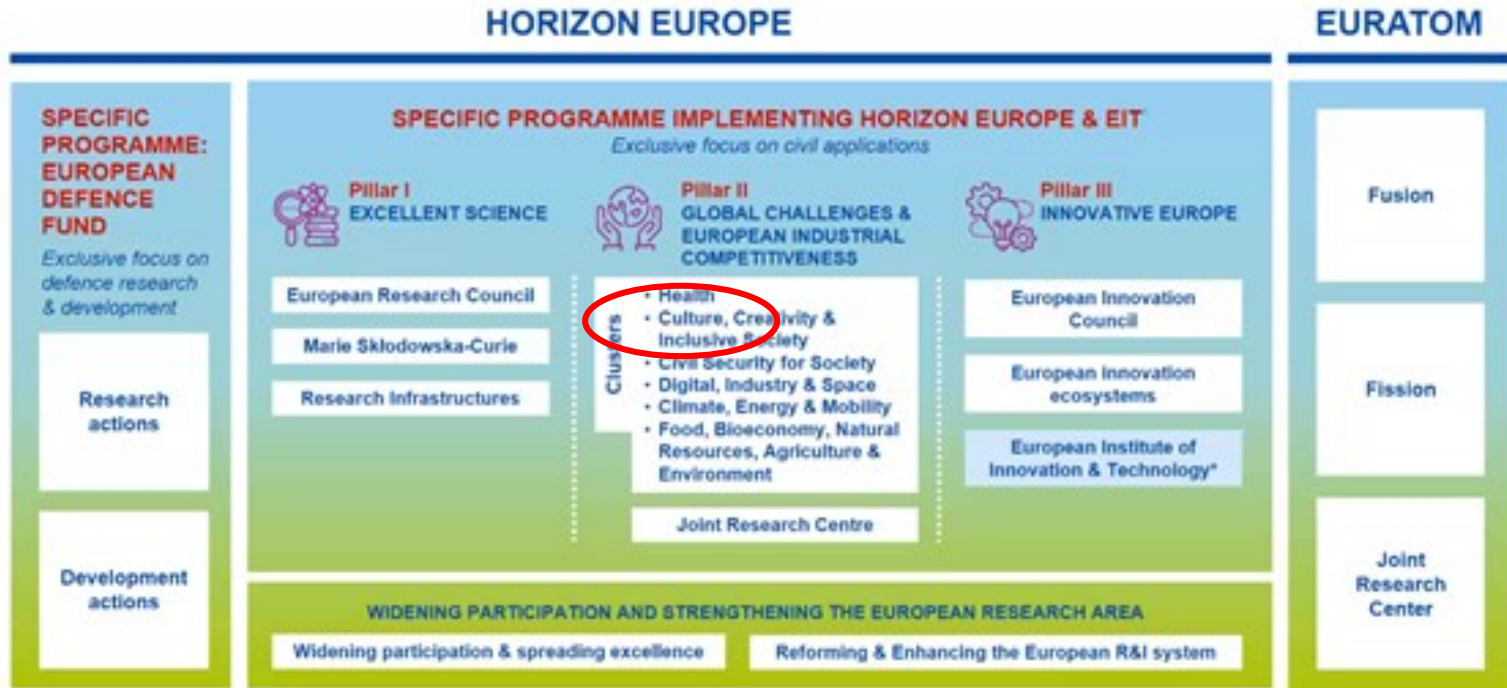 HORIZON EUROPE
EURATOM
SPECIFIC
PROGRAMME:
EUROPEAN
DEFENCE
FUND
Exclusive focus on
defence research
& development
Research
actions
Development
actions
SPECIFIC PROGRAMME IMPLEMENTING HORIZON EUROPE & EIT
Exclusive focus on civil applications
Pillar I
EXCELLENT SCIENCE
European Research Council
Marie Skłodowska-Curie
Research Infrastructures
Pillar II
GLOBAL CHALLENGES &
EUROPEAN INDUSTRIAL
COMPETITIVENESS
Clusters
• Health
• Culture, Creativity &
Inclusive Society
• Civil Security for Society
• Digital, Industry & Space
• Climate, Energy & Mobility
• Food, Bioeconomy, Natural
Resources, Agriculture &
Environment
Joint Research Centre
Pillar III
INNOVATIVE EUROPE
European Innovation
Council
European Innovation
ecosystems
European Institute of
Innovation & Technology*
WIDENING PARTICIPATION AND STRENGTHENING THE EUROPEAN RESEARCH AREA
Widening participation & spreading excellence
Reforming & Enhancing the European R&I system
Fusion
Fission
Joint
Research
Center